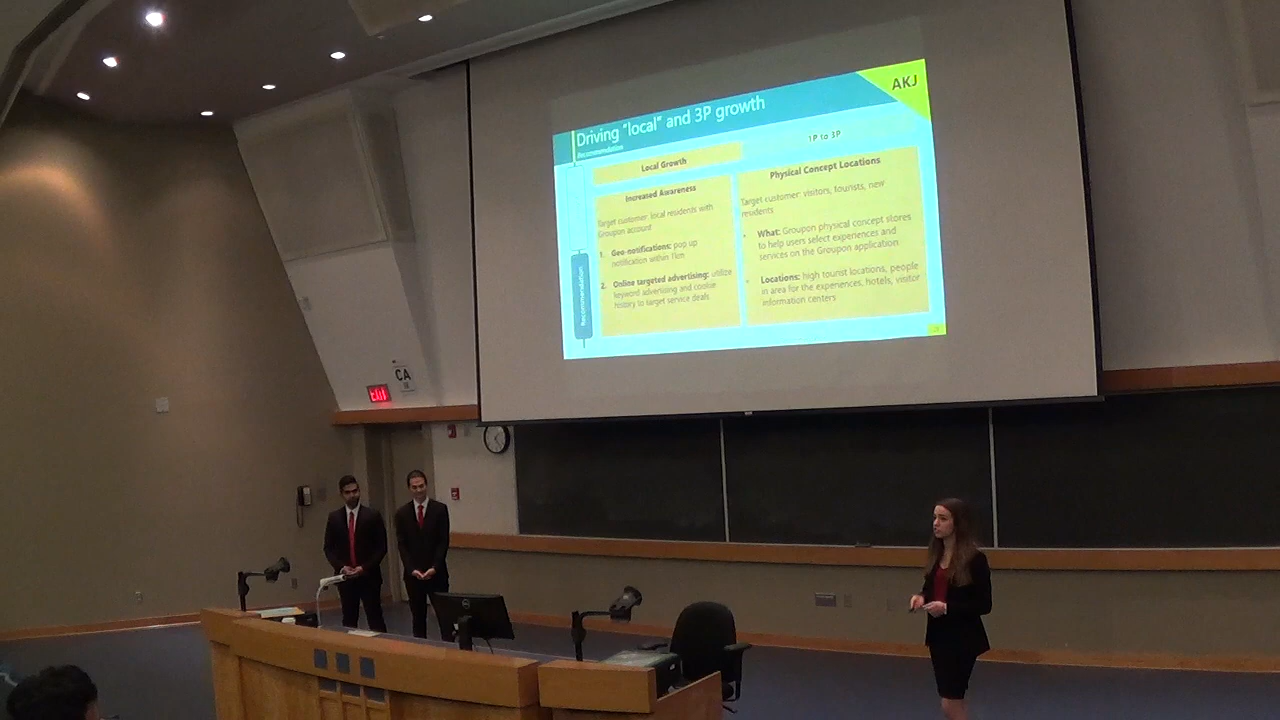 AKJ
Driving "local" and 3P growth
Recommendation
Local Growth
1P to 3P
Increased Awareness
Target customer: local residents with
Groupon account
1. Geo-notifications: pop up
notification within 1km
2. Online targeted advertising: utilize
keyword advertising and cookie
history to target service deals
Physical Concept Locations
Target customer: visitors, tourists, new
residents
• What: Groupon physical concept stores
to help users select experiences and
services on the Groupon application
• Locations: high tourist locations, people
in area for the experiences, hotels, visitor
information centers
Recommendation
CA
EXIT